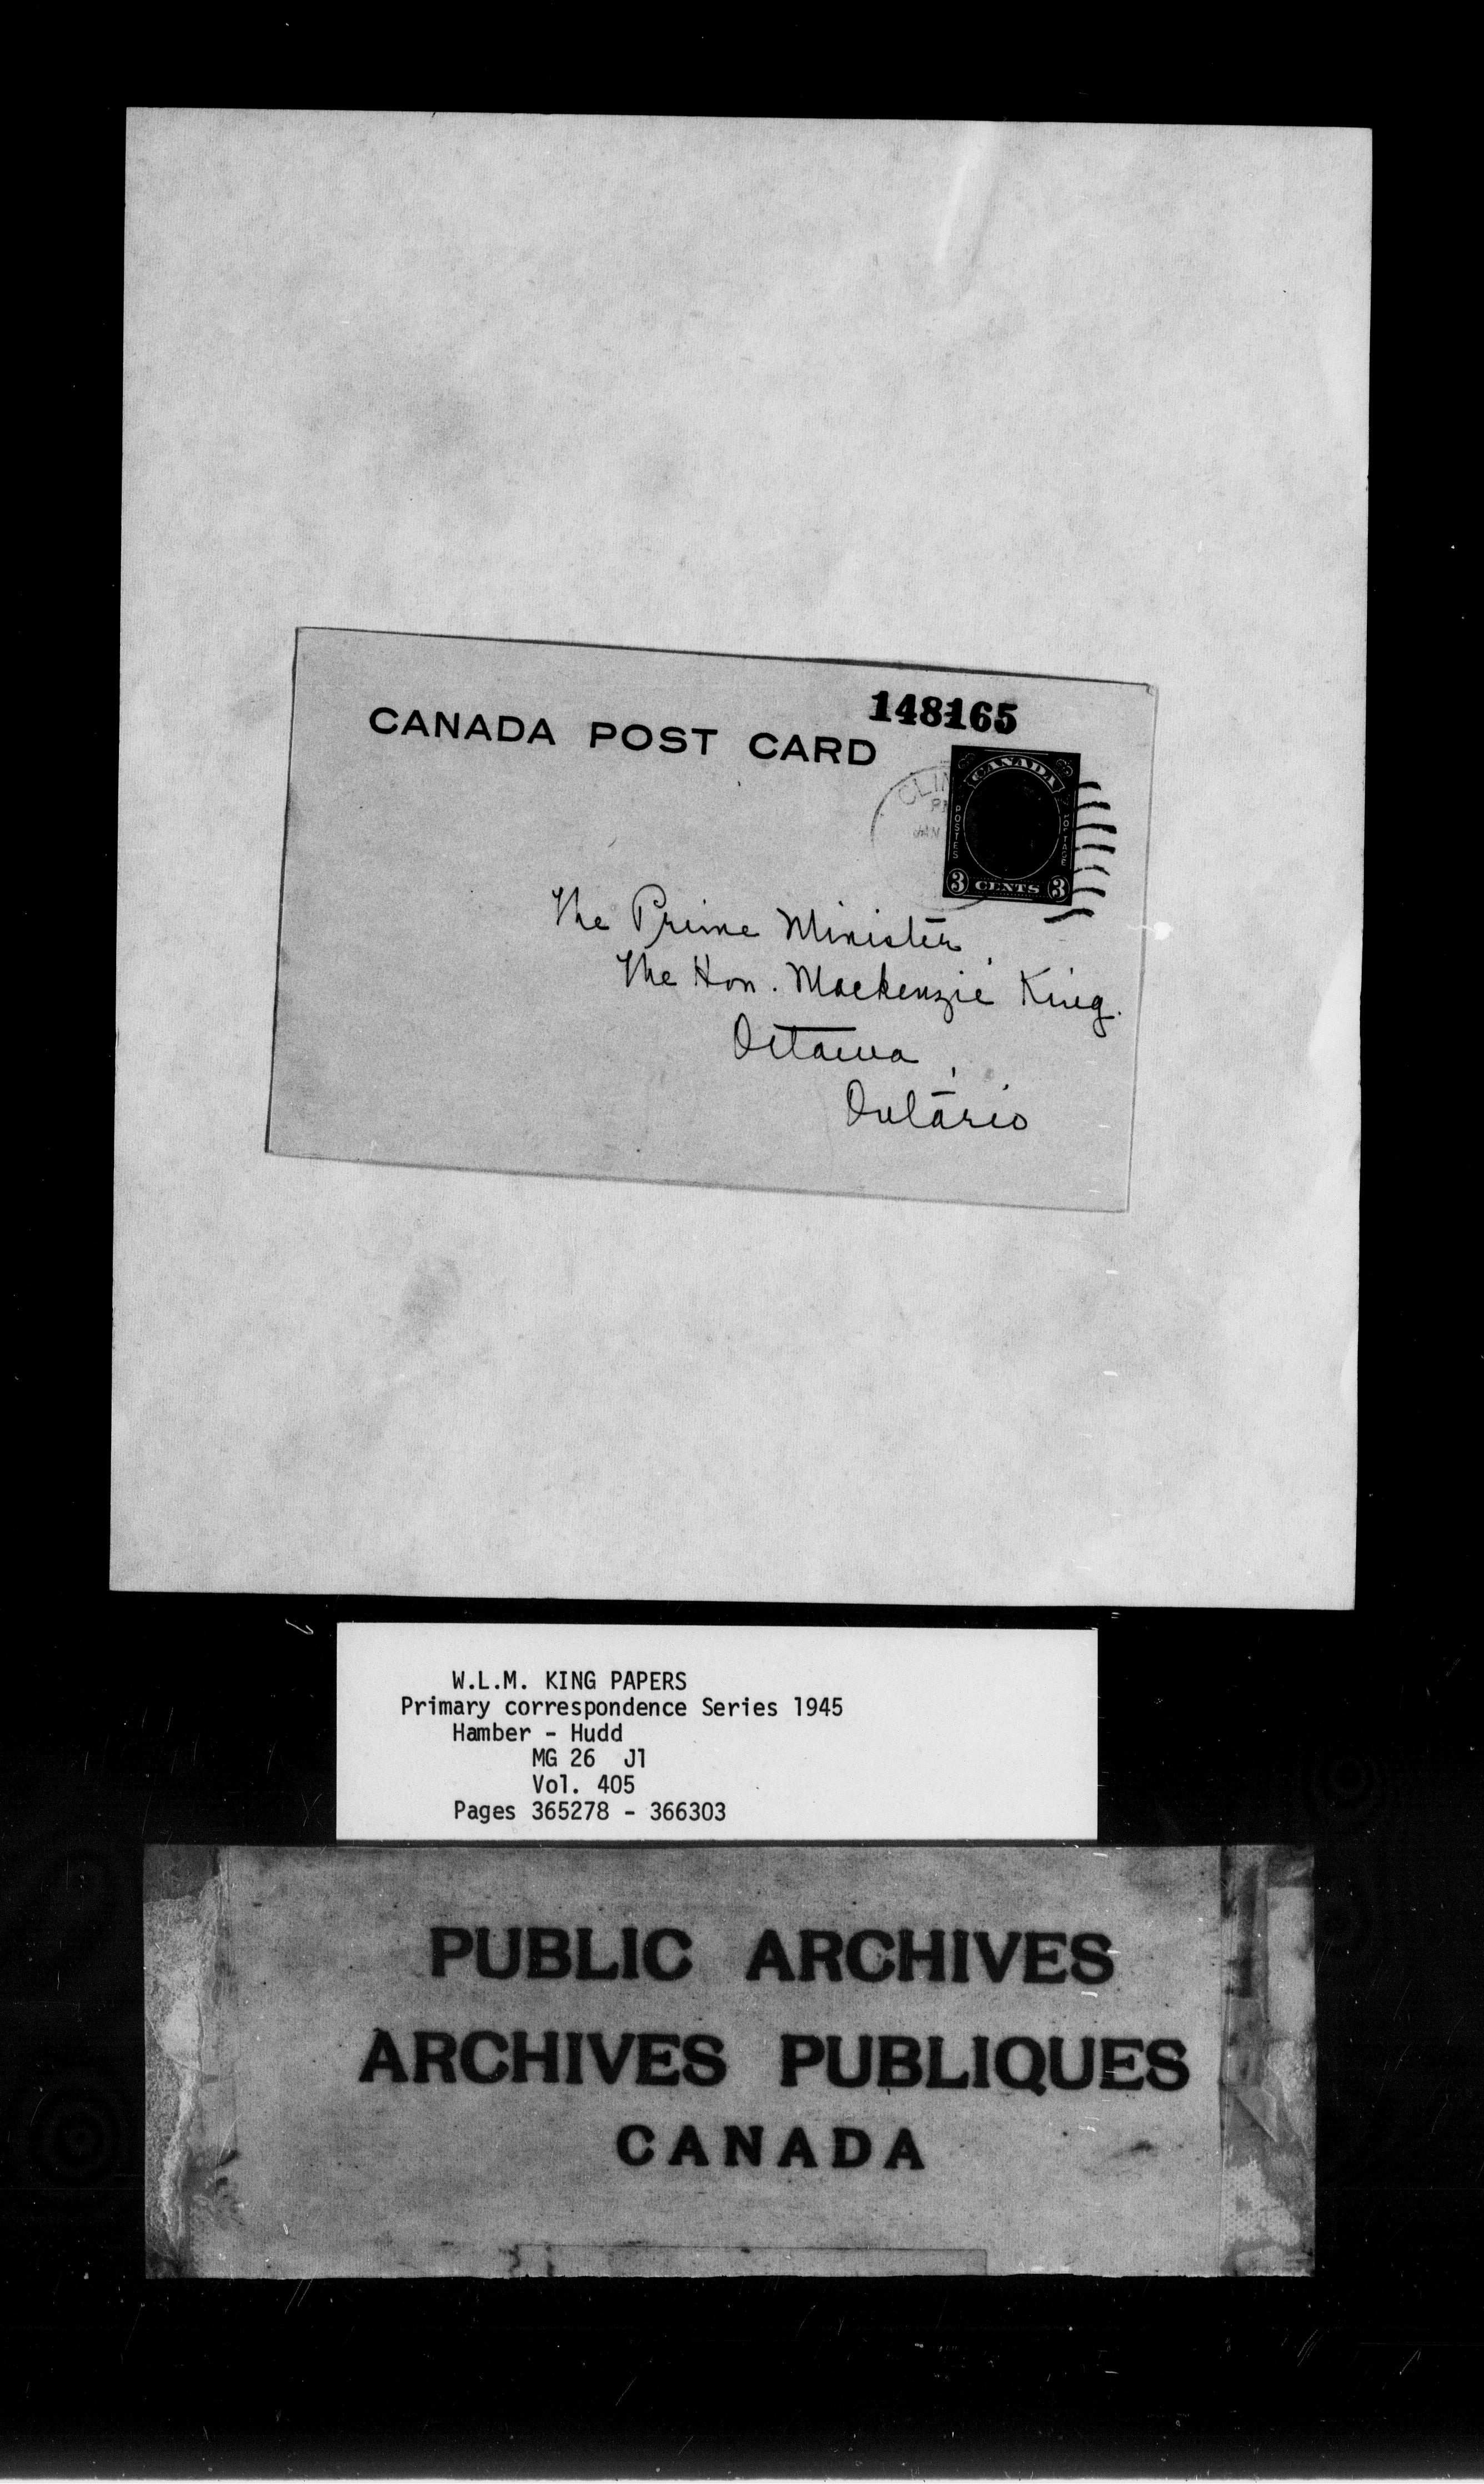 148165
CANADA POST CARD
CANADA
POSTES
POSTAGE
3 CENTS 3
The Prime Minister,
The Hon. Mackenzie King.
Ottawa,
Ontario
W.L.M. KING PAPERS
Primary correspondence Series 1945
Hamber - Hudd
MG 26 J1
Vol. 405
Pages 365278 - 366303
PUBLIC ARCHIVES
ARCHIVES PUBLIQUES
CANADA